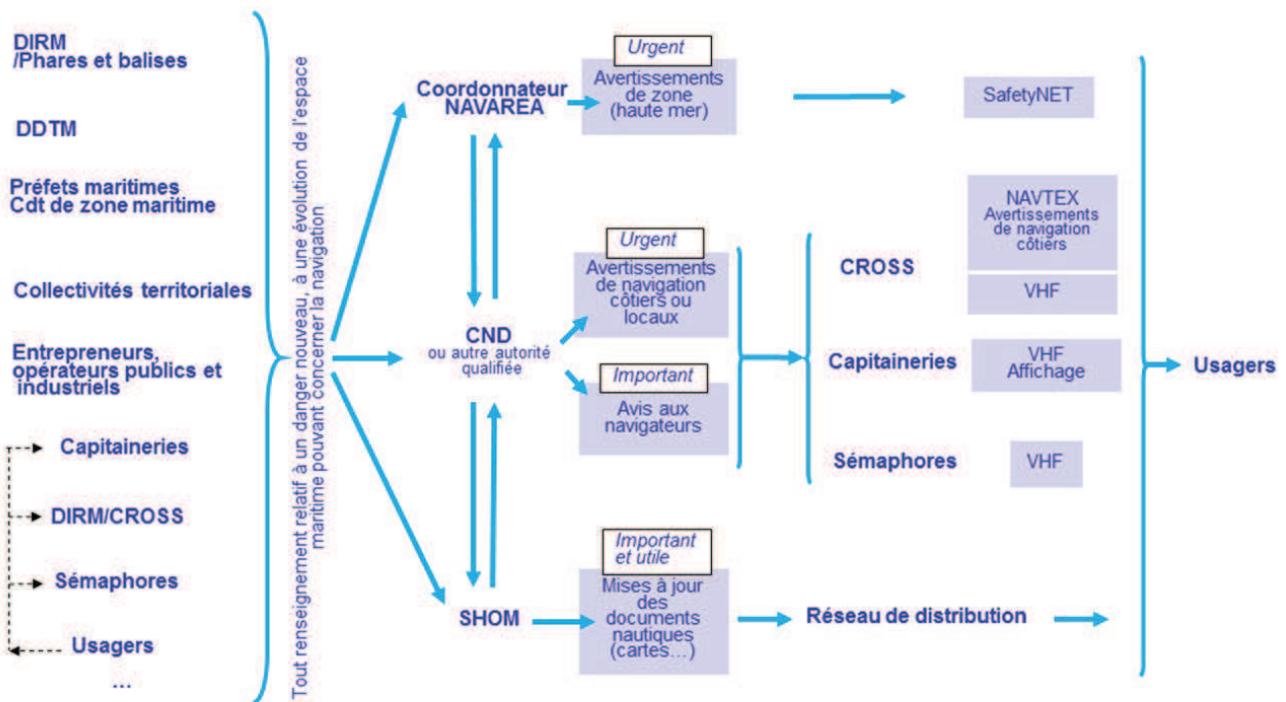 DIRM
/Phares et balises
DDTM
Préfets maritimes
Cdt de zone maritime
Collectivités territoriales
Entrepreneurs,
opérateurs publics et
industriels
Capitaineries
DIRM/CROSS
Sémaphores
Usagers
...
Tout renseignement relatif à un danger nouveau, à une évolution de l'espace
maritime pouvant concerner la navigation
Coordonnateur
NAVAREA
CND
ou autre autorité
qualifiée
SHOM
Urgent
Avertissements
de zone
(haute mer)
Urgent
Avertissements
de navigation
côtiers ou
locaux
Important
Avis aux
navigateurs
Important
et utile
Mises à jour
des
documents
nautiques
(cartes...)
SafetyNET
CROSS
NAVTEX
Avertissements
de navigation
côtiers
VHF
Capitaineries
VHF
Affichage
Sémaphores
VHF
Réseau de distribution
Usagers